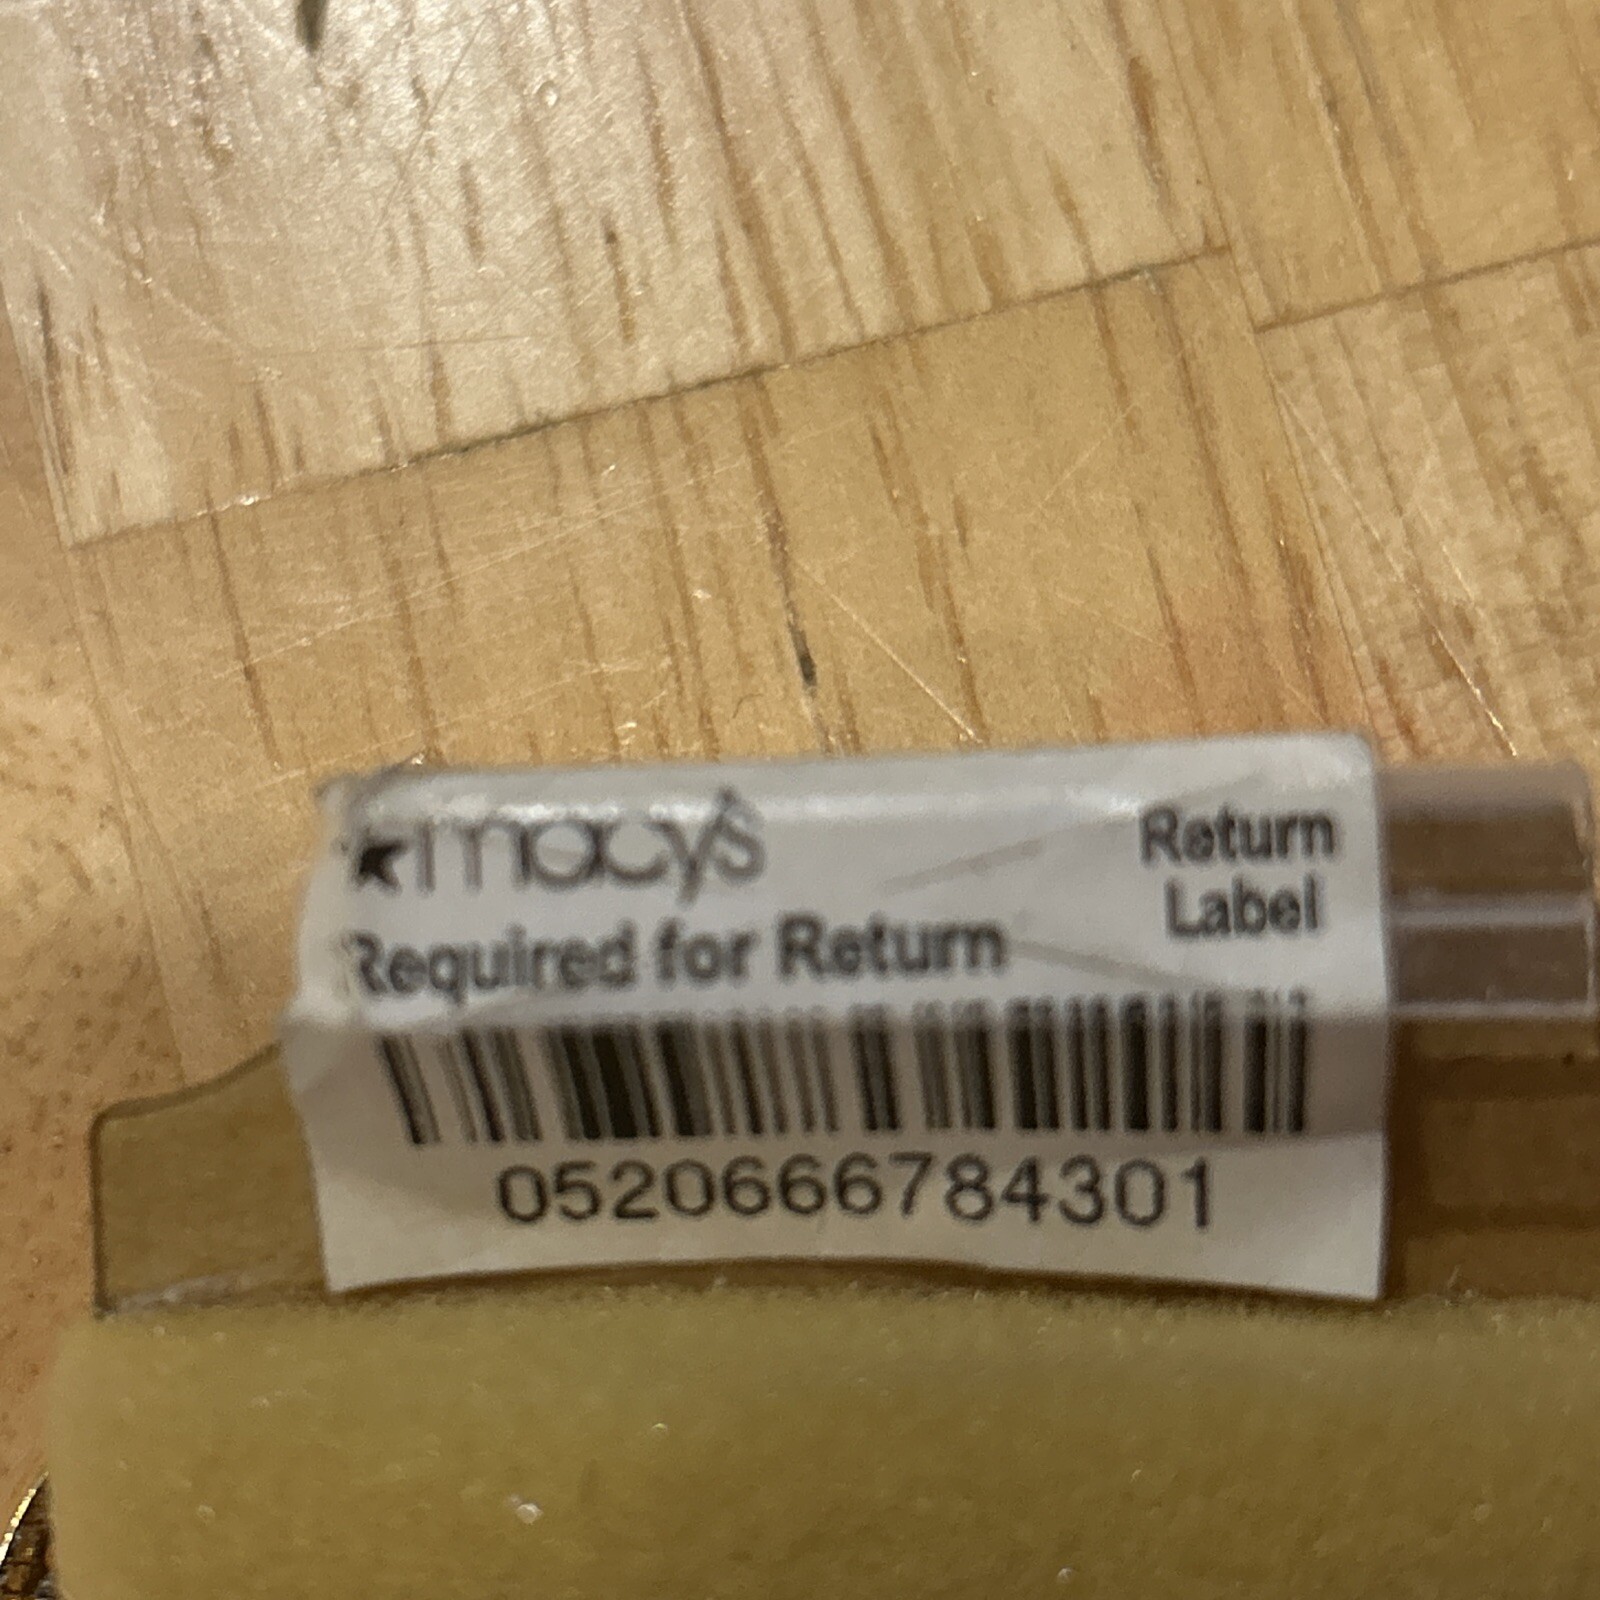 ★macy's
Required for Return
Return
Label
0520666784301